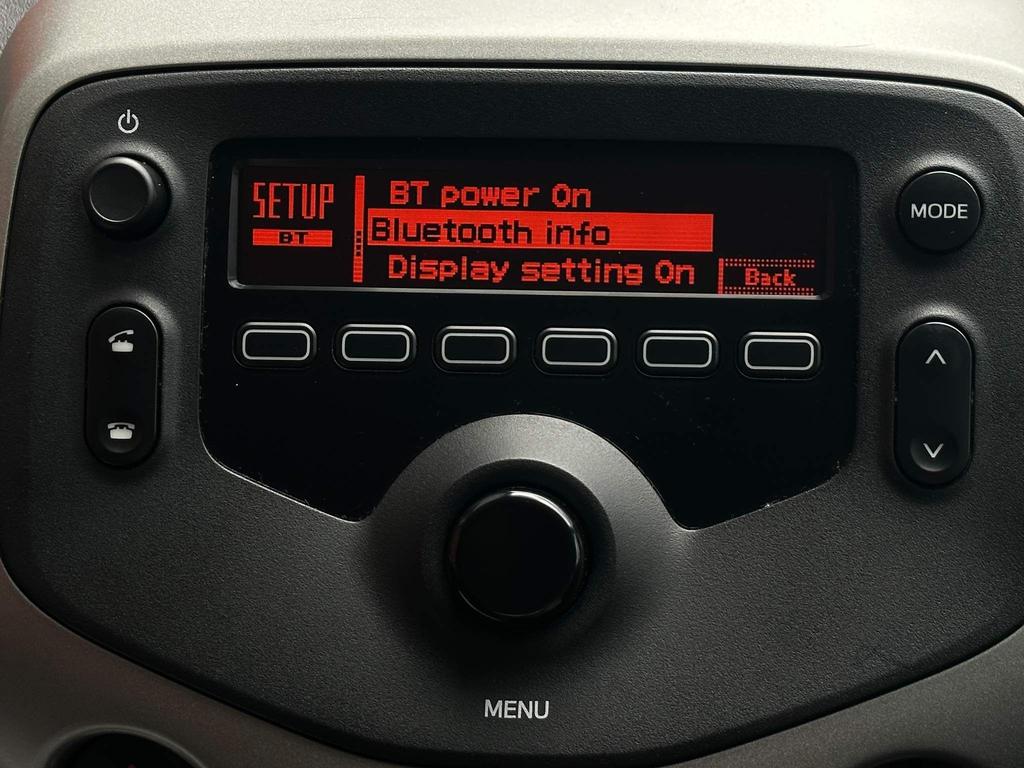 SETUP
BT
BT power On
Bluetooth info
Display setting On
Back
MODE
MENU